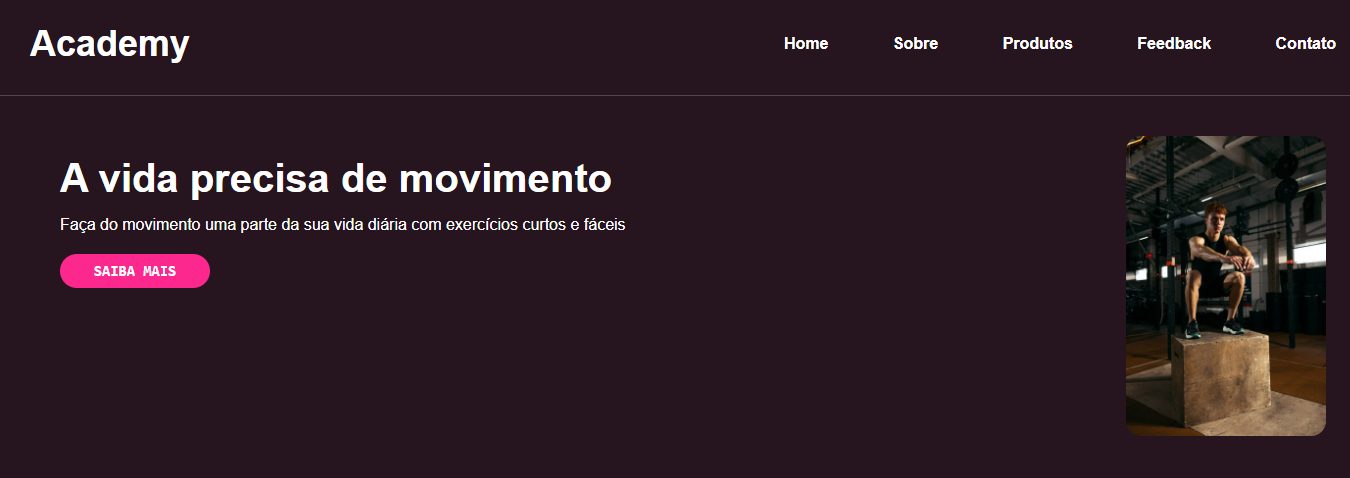 Academy
Home Sobre Produtos Feedback Contato
A vida precisa de movimento
Faça do movimento uma parte da sua vida diária com exercícios curtos e fáceis
SAIBA MAIS